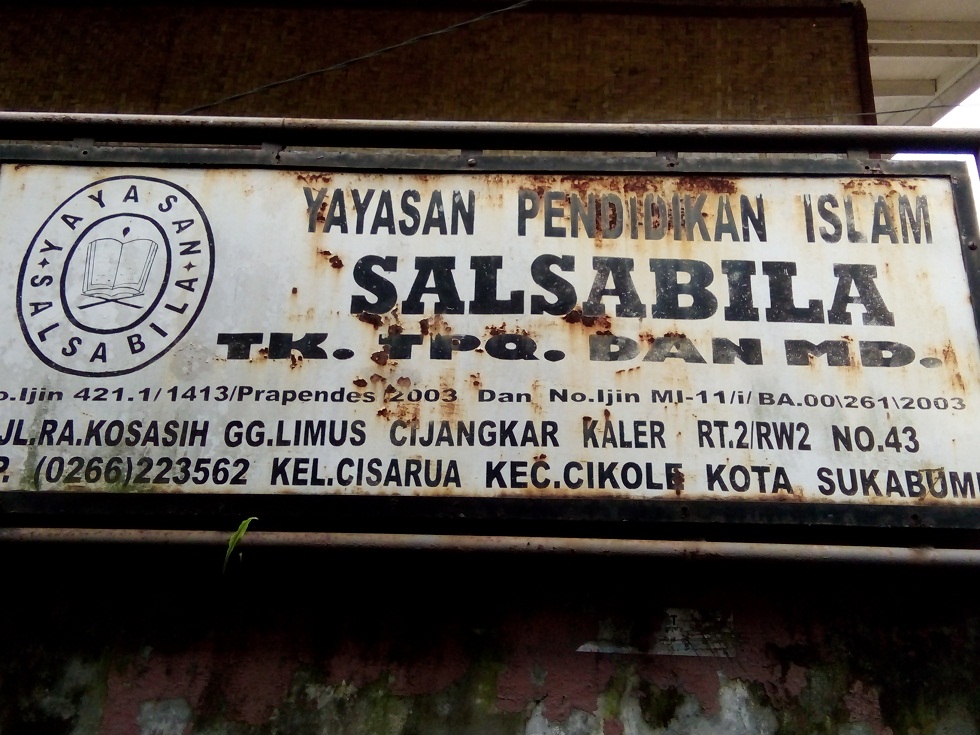 YAYASAN
SALSABILA
YAYASAN PENDIDIKAN ISLAM
SALSABILA
TK. TPQ. DAN MD.
o.Ijin 421.1/1413/Prapendes 2003 Dan No.Ijin MI-11/i/BA.00\261\2003
JL.RA.KOSASIH GG.LIMUS CIJANGKAR KALER RT.2/RW2 NO.43
P. (0266)223562 KEL.CISARUA KEC.CIKOLE KOTA SUKABUMI